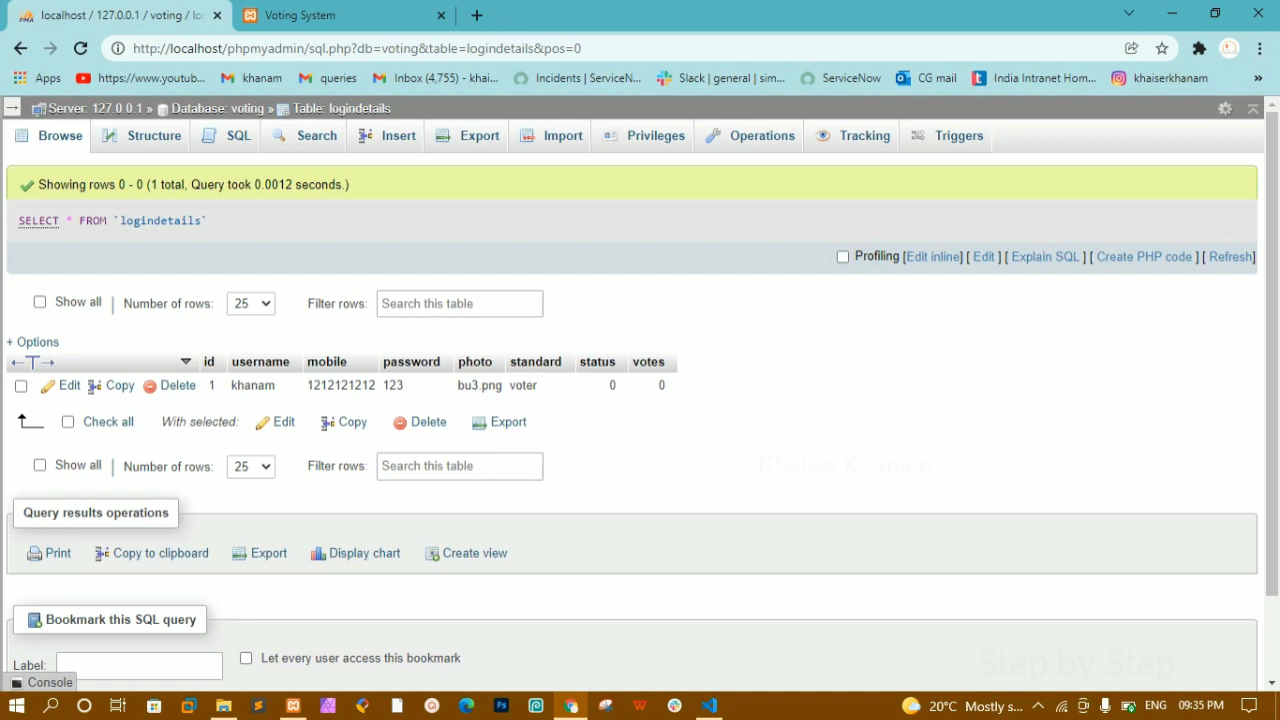 localhost / 127.0.0.1 / voting / lo
Voting System
http://localhost/phpmyadmin/sql.php?db=voting&table=logindetails&pos=0
Apps https://www.youtub... khanam queries Inbox (4,755) - khai... Incidents | ServiceN... Slack | general | sim... ServiceNow CG mail India Intranet Hom... khaiserkhanam »
Server: 127.0.0.1 » Database: voting » Table: logindetails
Browse Structure SQL Search Insert Export Import Privileges Operations Tracking Triggers
Showing rows 0 - 0 (1 total, Query took 0.0012 seconds.)
SELECT * FROM `logindetails`
Profiling [Edit inline] [ Edit ] [ Explain SQL ] [ Create PHP code ] [ Refresh]
Show all | Number of rows: 25 Filter rows: Search this table
+ Options
←T→ id username mobile password photo standard status votes
Edit Copy Delete 1 khanam 1212121212 123 bu3.png voter 0 0
Check all With selected: Edit Copy Delete Export
Show all | Number of rows: 25 Filter rows: Search this table
Khaiser Khanam
Query results operations
Print Copy to clipboard Export Display chart Create view
Bookmark this SQL query
Label: Let every user access this bookmark
Step by Step
Console
20°C Mostly s... ENG 09:35 PM